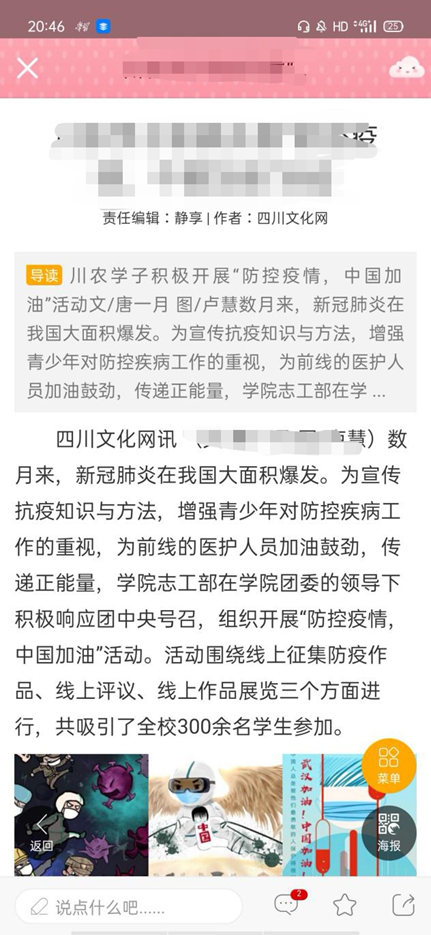 20:46
HD
4G
25
疫
责任编辑：静享 | 作者：四川文化网
导读 川农学子积极开展“防控疫情，中国加
油”活动文/唐一月 图/卢慧数月来，新冠肺炎在
我国大面积爆发。为宣传抗疫知识与方法，增强
青少年对防控疾病工作的重视，为前线的医护人
员加油鼓劲，传递正能量，学院志工部在学 ...
四川文化网讯 （ 卢慧）数
月来，新冠肺炎在我国大面积爆发。为宣传
抗疫知识与方法，增强青少年对防控疾病工
作的重视，为前线的医护人员加油鼓劲，传
递正能量，学院志工部在学院团委的领导下
积极响应团中央号召，组织开展“防控疫情，
中国加油”活动。活动围绕线上征集防疫作
品、线上评议、线上作品展览三个方面进
行，共吸引了全校300余名学生参加。
中国
武汉加油！中国加油！
菜单
返回
海报
说点什么吧......
2